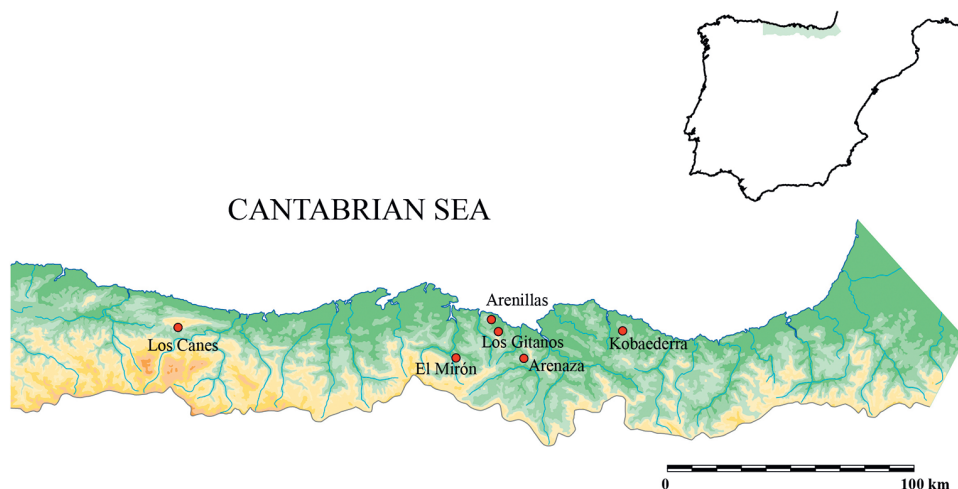 CANTABRIAN SEA
Arenillas
Los Gitanos
Kobaederra
Los Canes
El Mirón
Arenaza
0
100 km